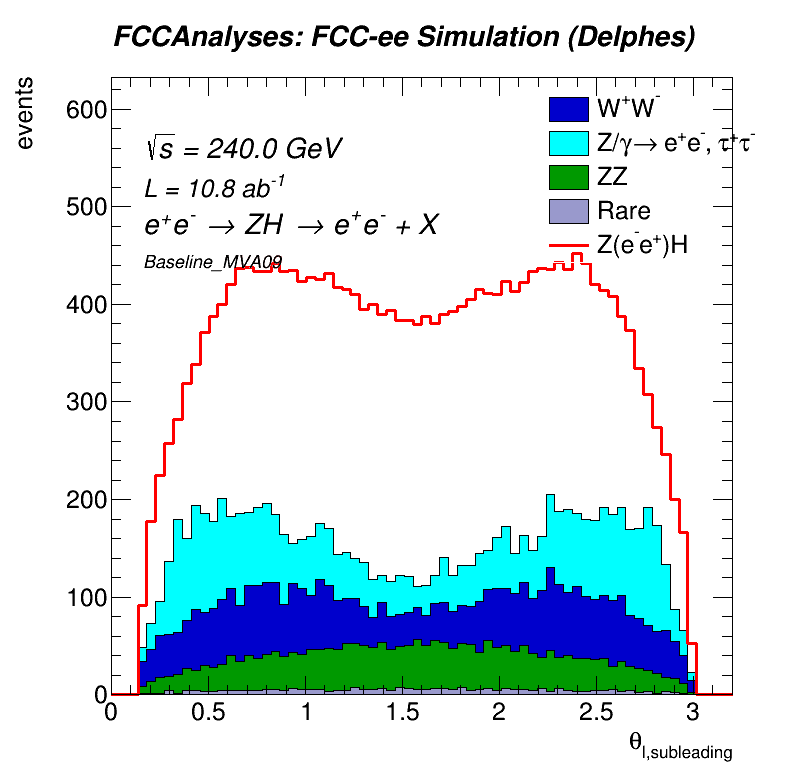 FCCAnalyses: FCC-ee Simulation (Delphes)
events
600
500
400
300
200
100
0
√s = 240.0 GeV
L = 10.8 ab⁻¹
e⁺e⁻ → ZH → e⁺e⁻ + X
Baseline_MVA09
W⁺W⁻
Z/γ→ e⁺e⁻, τ⁺τ⁻
ZZ
Rare
Z(e⁻e⁺)H
0 0.5 1 1.5 2 2.5 3
θl,subleading